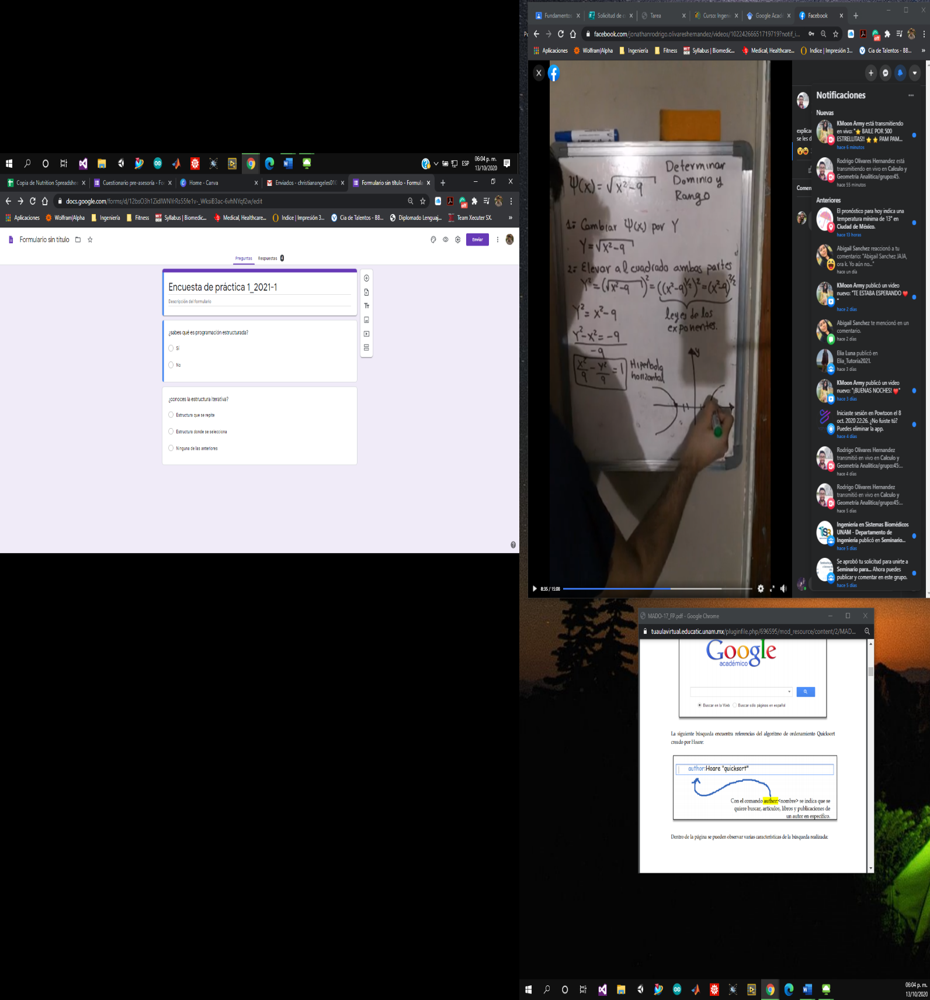 06:04 p. m.
ESP
13/10/2020
Copia de Nutrition Spreadshe
Cuestionario pre-asesoría - Fo
Home - Canva
Enviados - christianangeles010
Formulario sin título - Formula
docs.google.com/forms/d/12bsO3h1ZidIWNYrRs55fe1v-_WksiB3ac-6vhNYqf2w/edit
Aplicaciones
Wolfram|Alpha
Ingeniería
Fitness
Syllabus | Biomedic...
Medical, Healthcare...
Indice | Impresión 3...
Cia de Talentos - BB...
Diplomado Lenguaj...
Team Xecuter SX.
»
Formulario sin título
Enviar
Preguntas
Respuestas 4
Encuesta de práctica 1_2021-1
Descripción del formulario
¿sabes qué es programación estructurada?
Sí
No
¿conoces la estructura iterativa?
Estructura que se repite
Estructura donde se selecciona
Ninguna de las anteriores
Fundamentos
Solicitud de c
Tarea
Curso: Ingeni
Google Acad
Facebook
facebook.com/jonathanrodrigo.olivareshernandez/videos/10224266651719719?notif_i...
Aplicaciones
Wolfram|Alpha
Ingeniería
Fitness
Syllabus | Biomedic...
Medical, Healthcare...
Indice | Impresión 3...
Cia de Talentos - BB...
»
Determinar
Dominio y
Rango
Ψ(x) = √x²-9
1= Cambiar Ψ(x) por Y
Y = √x²-9
2= Elevar al cuadrado ambas partes
Y² = (√x²-9)² = ((x²-9)^½)² = (x²-9)^2/2
Y² = x²-9
leyes de los
exponentes.
Y²-x² = -9
-9
x²/9 - Y²/9 = 1
Hiperbola
horizontal
y
8:35 / 15:08
explica
se les d
Comen
Notificaciones
Nuevas
KMoon Army está transmitiendo
en vivo: "⭐ BAILE POR 500
ESTRELLITAS!! ⭐ ⭐ PAM PAM...
hace 6 minutos
Rodrigo Olivares Hernandez está
transmitiendo en vivo en Calculo y
Geometría Analítica/grupo:45.
hace 55 minutos
Anteriores
El pronóstico para hoy indica una
temperatura mínima de 13° en
Ciudad de México.
hace 13 horas
Abigail Sanchez reaccionó a tu
comentario: "Abigail Sanchez JAJA,
ora k. Yo aún no..."
hace un día
KMoon Army publicó un video
nuevo: "TE ESTABA ESPERANDO ❤
"
hace 2 días
Abigail Sanchez te mencionó en un
comentario.
hace 2 días
Elia Luna publicó en
Elia_Tutoria2021.
hace 3 días
KMoon Army publicó un video
nuevo: "¡BUENAS NOCHES! ❤"
hace 3 días
Iniciaste sesión en Powtoon el 8
oct. 2020 22:26. ¿No fuiste tú?
Puedes eliminar la app.
hace 4 días
Rodrigo Olivares Hernandez
transmitió en vivo en Calculo y
Geometría Analítica/grupo:45:...
hace 4 días
Rodrigo Olivares Hernandez
transmitió en vivo en Calculo y
Geometría Analítica/grupo:45:...
hace 5 días
Ingeniería en Sistemas Biomédicos
UNAM - Departamento de
Ingeniería publicó en Seminario...
hace 5 días
Se aprobó tu solicitud para unirte a
Seminario para... Ahora puedes
publicar y comentar en este grupo.
hace 5 días
MADO-17_FP.pdf - Google Chrome
tuaulavirtual.educatic.unam.mx/pluginfile.php/696595/mod_resource/content/2/MAD...
Google
académico
Buscar en la Web
Buscar sólo páginas en español
La siguiente búsqueda encuentra referencias del algoritmo de ordenamiento Quicksort
creado por Hoare:
author:Hoare "quicksort"
Con el comando author:<nombre> se indica que se
quiere buscar, artículos, libros y publicaciones de
un autor en específico.
Dentro de la página se pueden observar varias características de la búsqueda realizada:
06:04 p. m.
13/10/2020